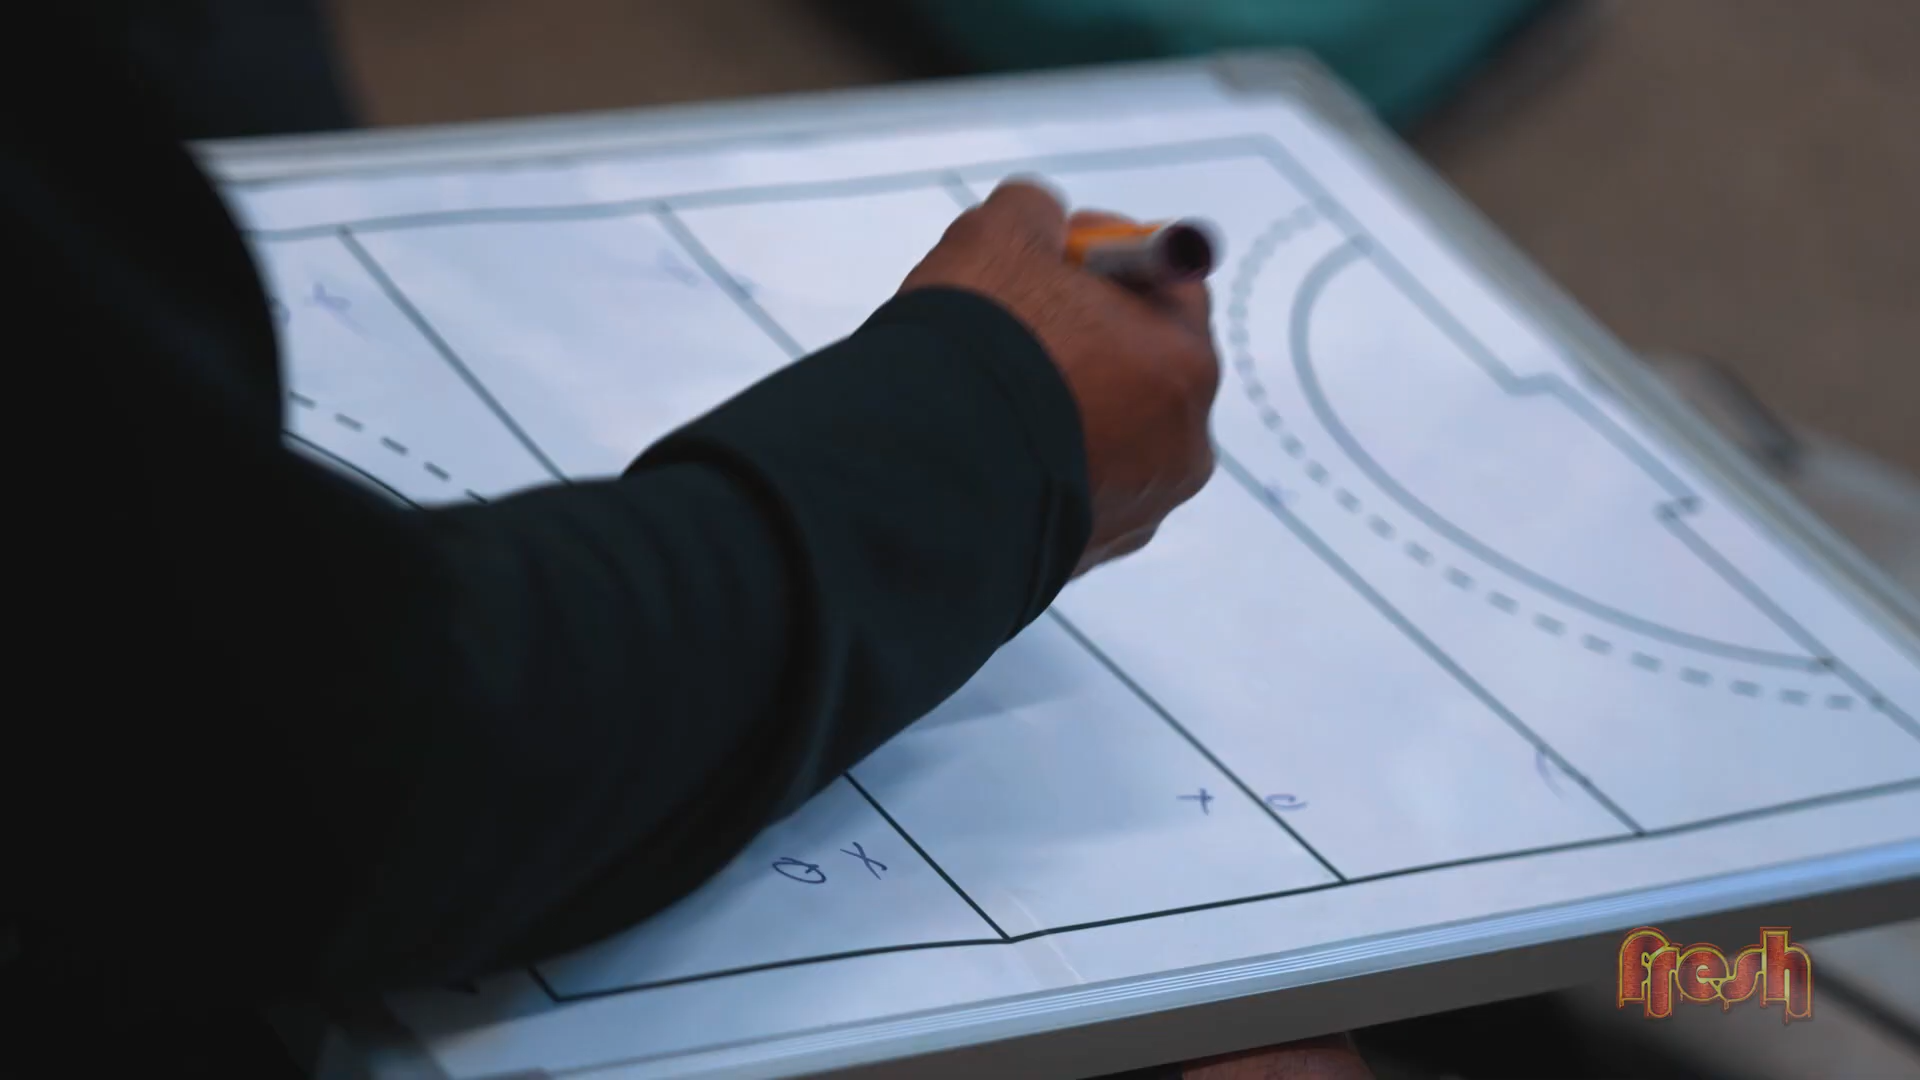 x
o x
+ o
fresh